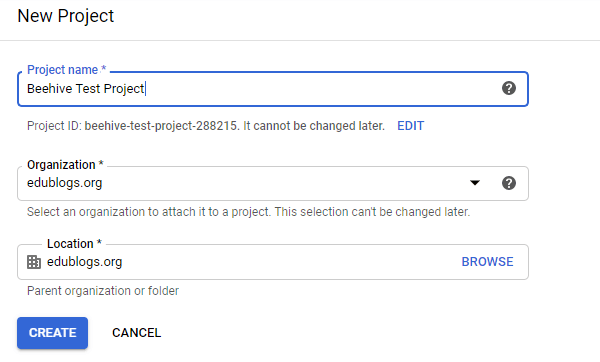 New Project
Project name *
Beehive Test Project
Project ID: beehive-test-project-288215. It cannot be changed later. EDIT
Organization *
edublogs.org
Select an organization to attach it to a project. This selection can't be changed later.
Location *
edublogs.org BROWSE
Parent organization or folder
CREATE CANCEL